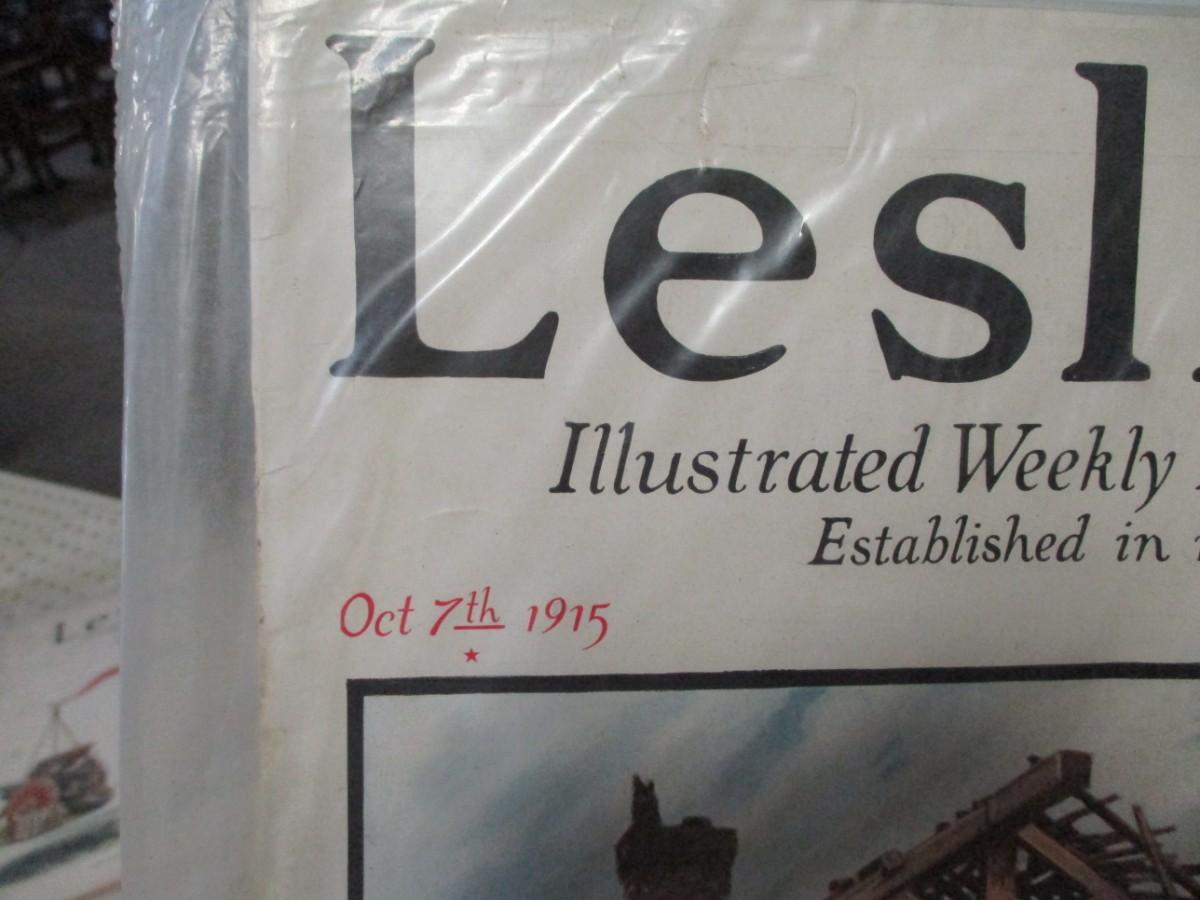 Lesl
Illustrated Weekly
Established in
Oct 7th 1915